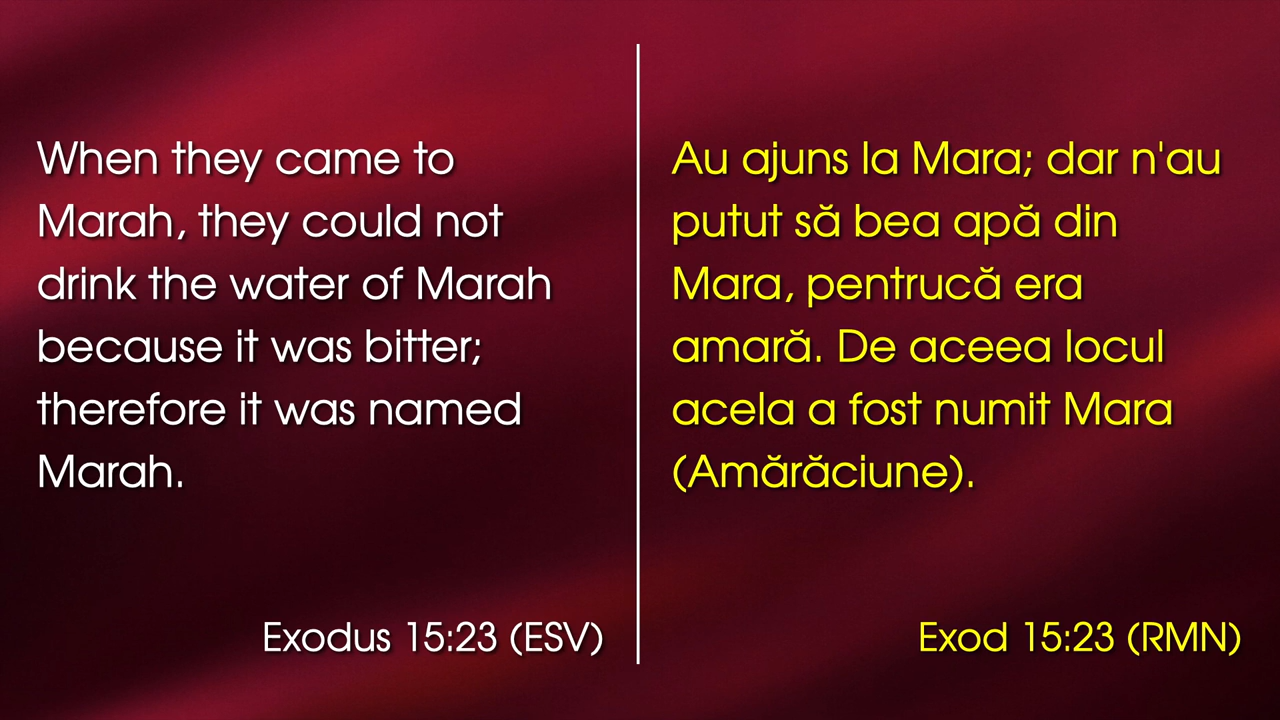 When they came to
Marah, they could not
drink the water of Marah
because it was bitter;
therefore it was named
Marah.
Exodus 15:23 (ESV)
Au ajuns la Mara; dar n'au
putut să bea apă din
Mara, pentrucă era
amară. De aceea locul
acela a fost numit Mara
(Amărăciune).
Exod 15:23 (RMN)